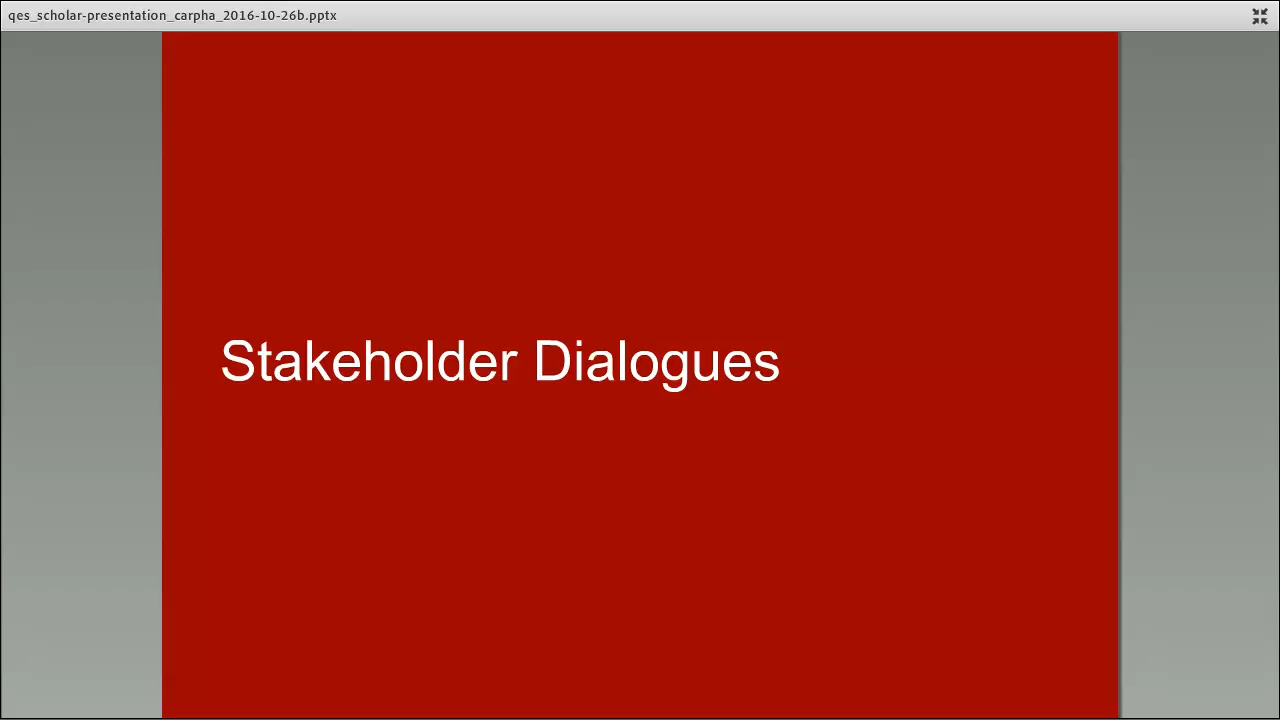 qes_scholar-presentation_carpha_2016-10-26b.pptx
Stakeholder Dialogues